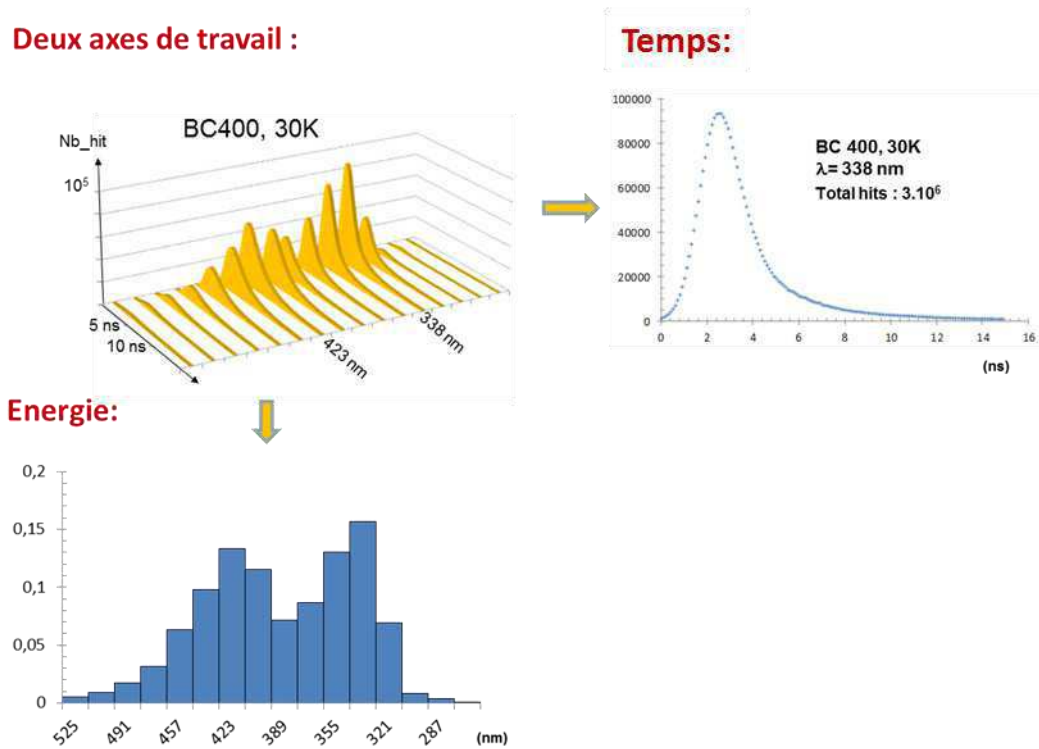 Deux axes de travail :
Temps:
BC400, 30K
Nb_hit
10⁵
5 ns
10 ns
423 nm
338 nm
100000
80000
60000
40000
20000
0
0 2 4 6 8 10 12 14 16
(ns)
BC 400, 30K
λ= 338 nm
Total hits : 3.10⁶
Energie:
0,2
0,15
0,1
0,05
0
525 491 457 423 389 355 321 287 (nm)